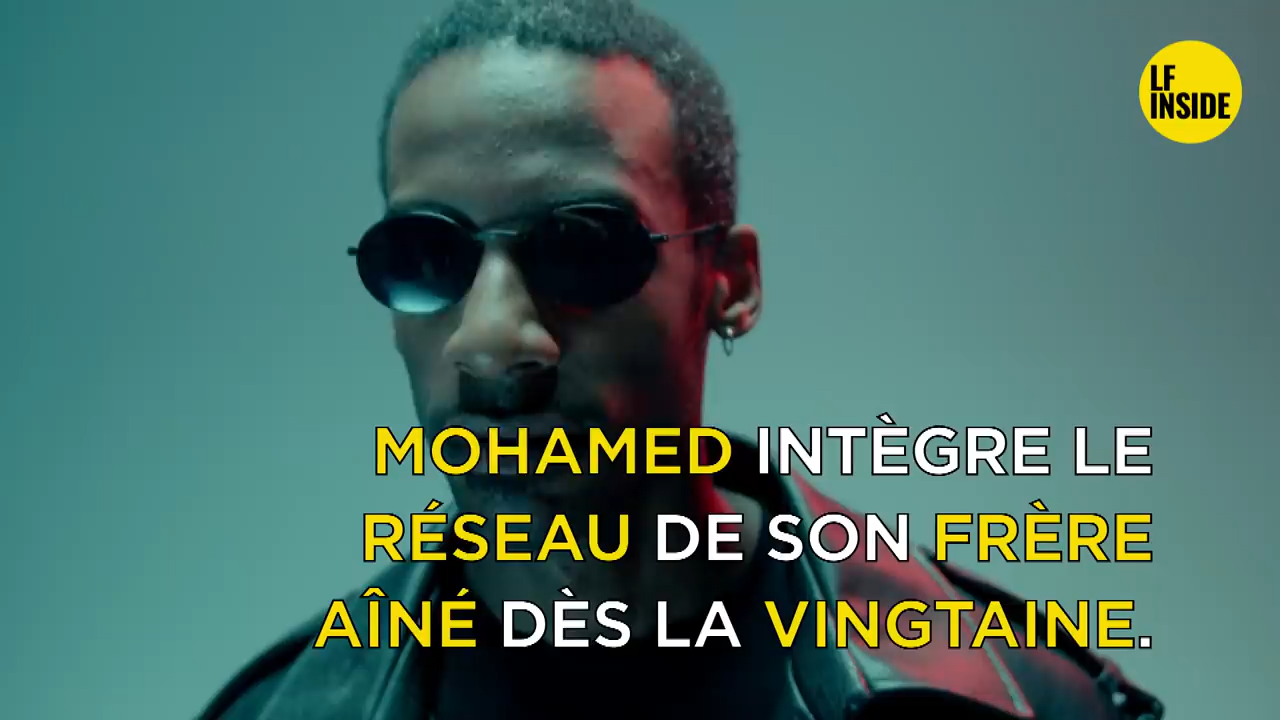 LF
INSIDE
MOHAMED INTÈGRE LE
RÉSEAU DE SON FRÈRE
AÎNÉ DÈS LA VINGTAINE.